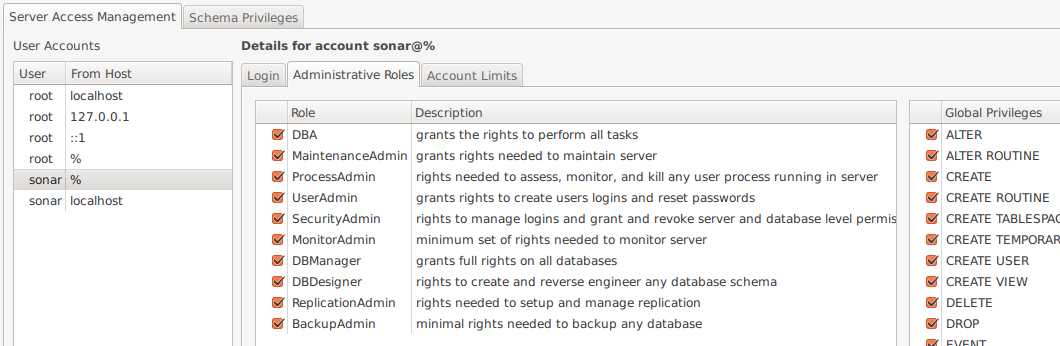 Server Access Management Schema Privileges
User Accounts
User From Host
root localhost
root 127.0.0.1
root ::1
root %
sonar %
sonar localhost
Details for account sonar@%
Login Administrative Roles Account Limits
Role Description
DBA grants the rights to perform all tasks
MaintenanceAdmin grants rights needed to maintain server
ProcessAdmin rights needed to assess, monitor, and kill any user process running in server
UserAdmin grants rights to create users logins and reset passwords
SecurityAdmin rights to manage logins and grant and revoke server and database level permis
MonitorAdmin minimum set of rights needed to monitor server
DBManager grants full rights on all databases
DBDesigner rights to create and reverse engineer any database schema
ReplicationAdmin rights needed to setup and manage replication
BackupAdmin minimal rights needed to backup any database
Global Privileges
ALTER
ALTER ROUTINE
CREATE
CREATE ROUTINE
CREATE TABLESPAC
CREATE TEMPORAR
CREATE USER
CREATE VIEW
DELETE
DROP
EVENT